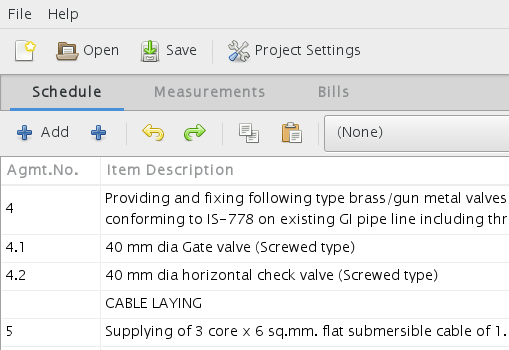 File Help
Open Save Project Settings
Schedule Measurements Bills
Add (None)
Agmt.No. Item Description
4 Providing and fixing following type brass/gun metal valves
conforming to IS-778 on existing GI pipe line including thr
4.1 40 mm dia Gate valve (Screwed type)
4.2 40 mm dia horizontal check valve (Screwed type)
CABLE LAYING
5 Supplying of 3 core x 6 sq.mm. flat submersible cable of 1.